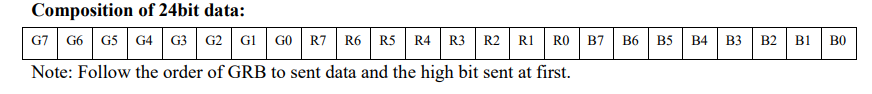 Composition of 24bit data:
G7 G6 G5 G4 G3 G2 G1 G0 R7 R6 R5 R4 R3 R2 R1 R0 B7 B6 B5 B4 B3 B2 B1 B0
Note: Follow the order of GRB to sent data and the high bit sent at first.